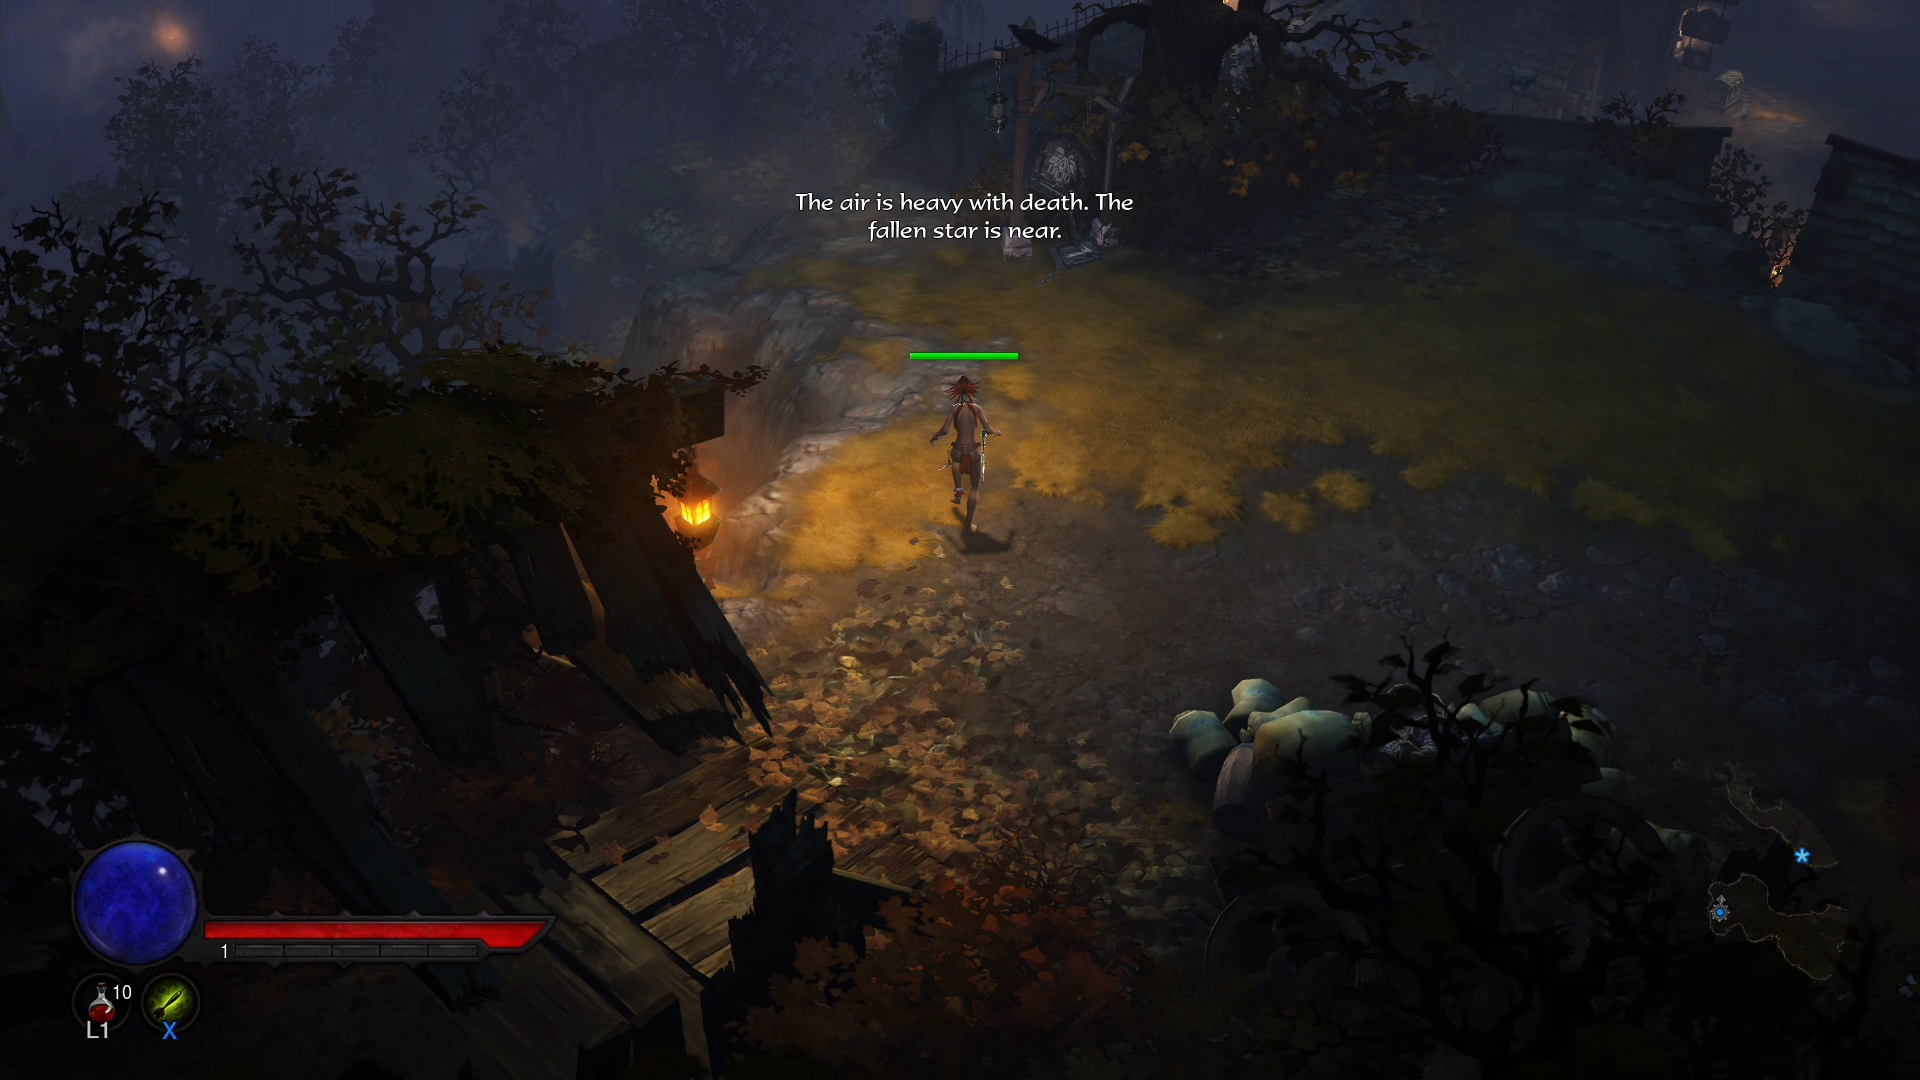 The air is heavy with death. The
fallen star is near.
1
10
L1
X